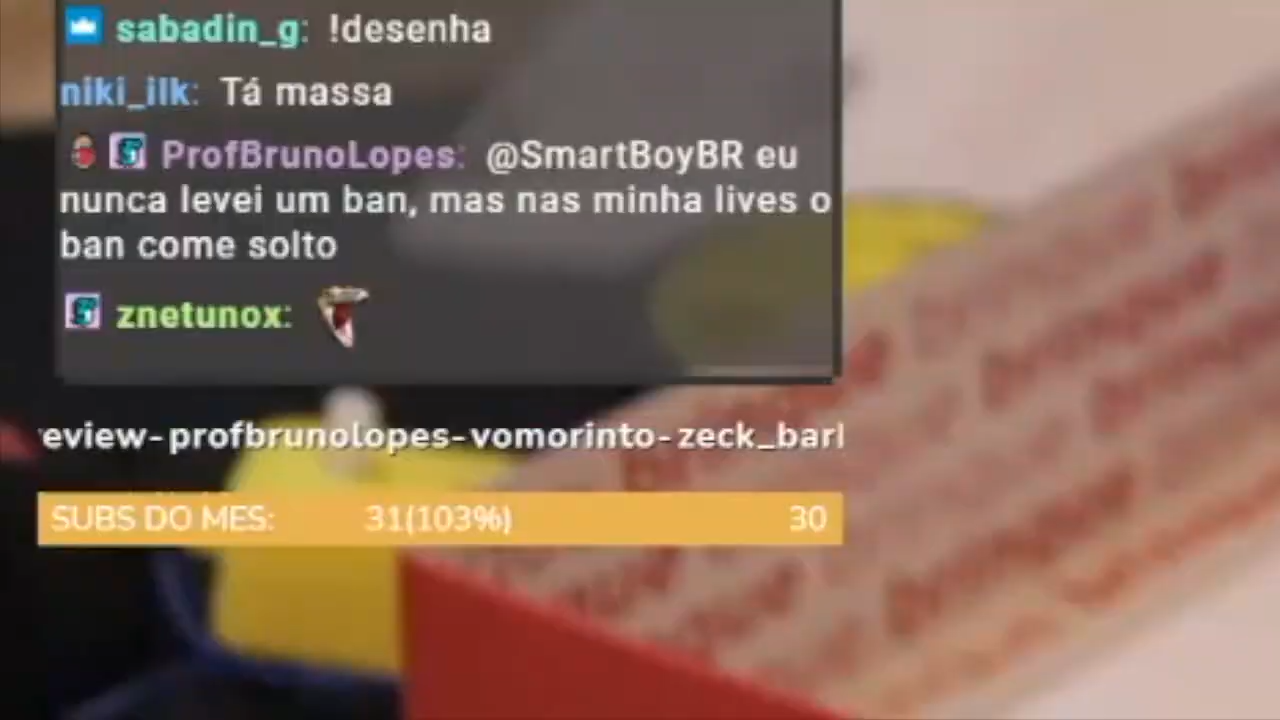 sabadin_g: !desenha
niki_ilk: Tá massa
ProfBrunoLopes: @SmartBoyBR eu
nunca levei um ban, mas nas minha lives o
ban come solto
znetunox:
eview-profbrunolopes-vomorinto-zeck_bar
SUBS DO MES: 31(103%) 30